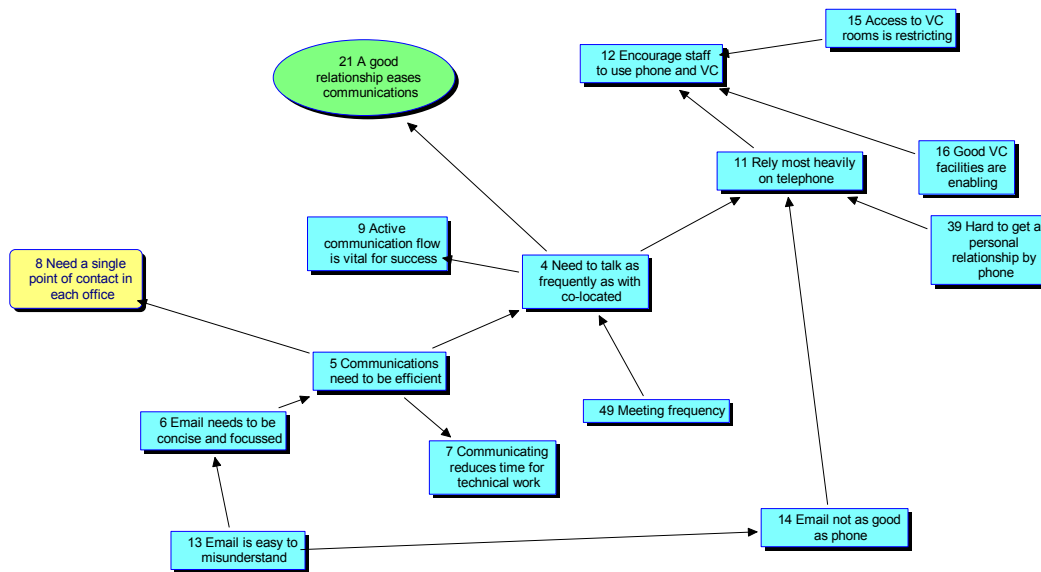 15 Access to VC
rooms is restricting
12 Encourage staff
to use phone and VC
21 A good
relationship eases
communications
16 Good VC
facilities are
enabling
11 Rely most heavily
on telephone
9 Active
communication flow
is vital for success
39 Hard to get a
personal
relationship by
phone
8 Need a single
point of contact in
each office
4 Need to talk as
frequently as with
co-located
5 Communications
need to be efficient
49 Meeting frequency
6 Email needs to be
concise and focussed
7 Communicating
reduces time for
technical work
14 Email not as good
as phone
13 Email is easy to
misunderstand